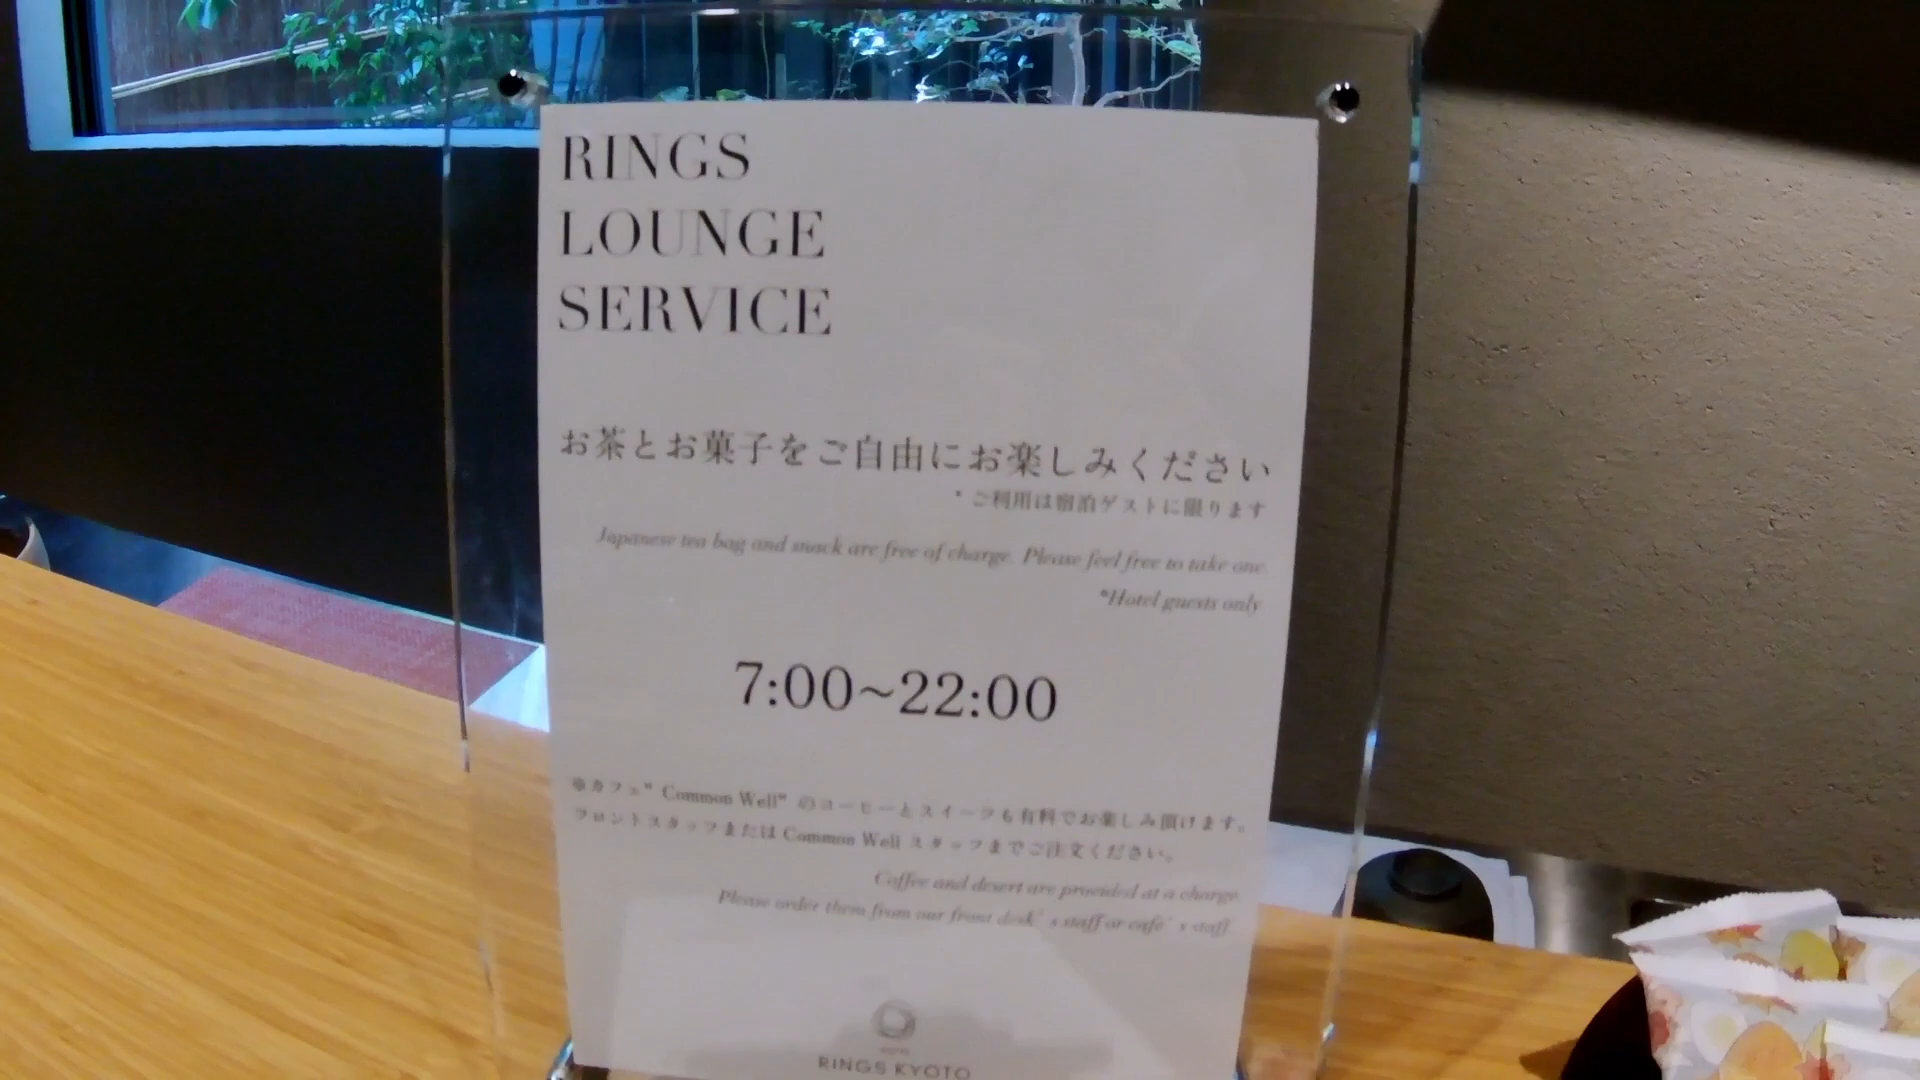 RINGS
LOUNGE
SERVICE
お茶とお菓子をご自由にお楽しみください
* ご利用は宿泊ゲストに限ります
Japanese tea bag and snack are free of charge. Please feel free to take one.
*Hotel guests only
7:00~22:00
※カフェ" Common Well" のコーヒーとスイーツも有料でお楽しみ頂けます。
フロントスタッフまたは Common Well スタッフまでご注文ください。
Coffee and desert are provided at a charge.
Please order them from our front desk' s staff or cafe' s staff.
RINGS KYOTO